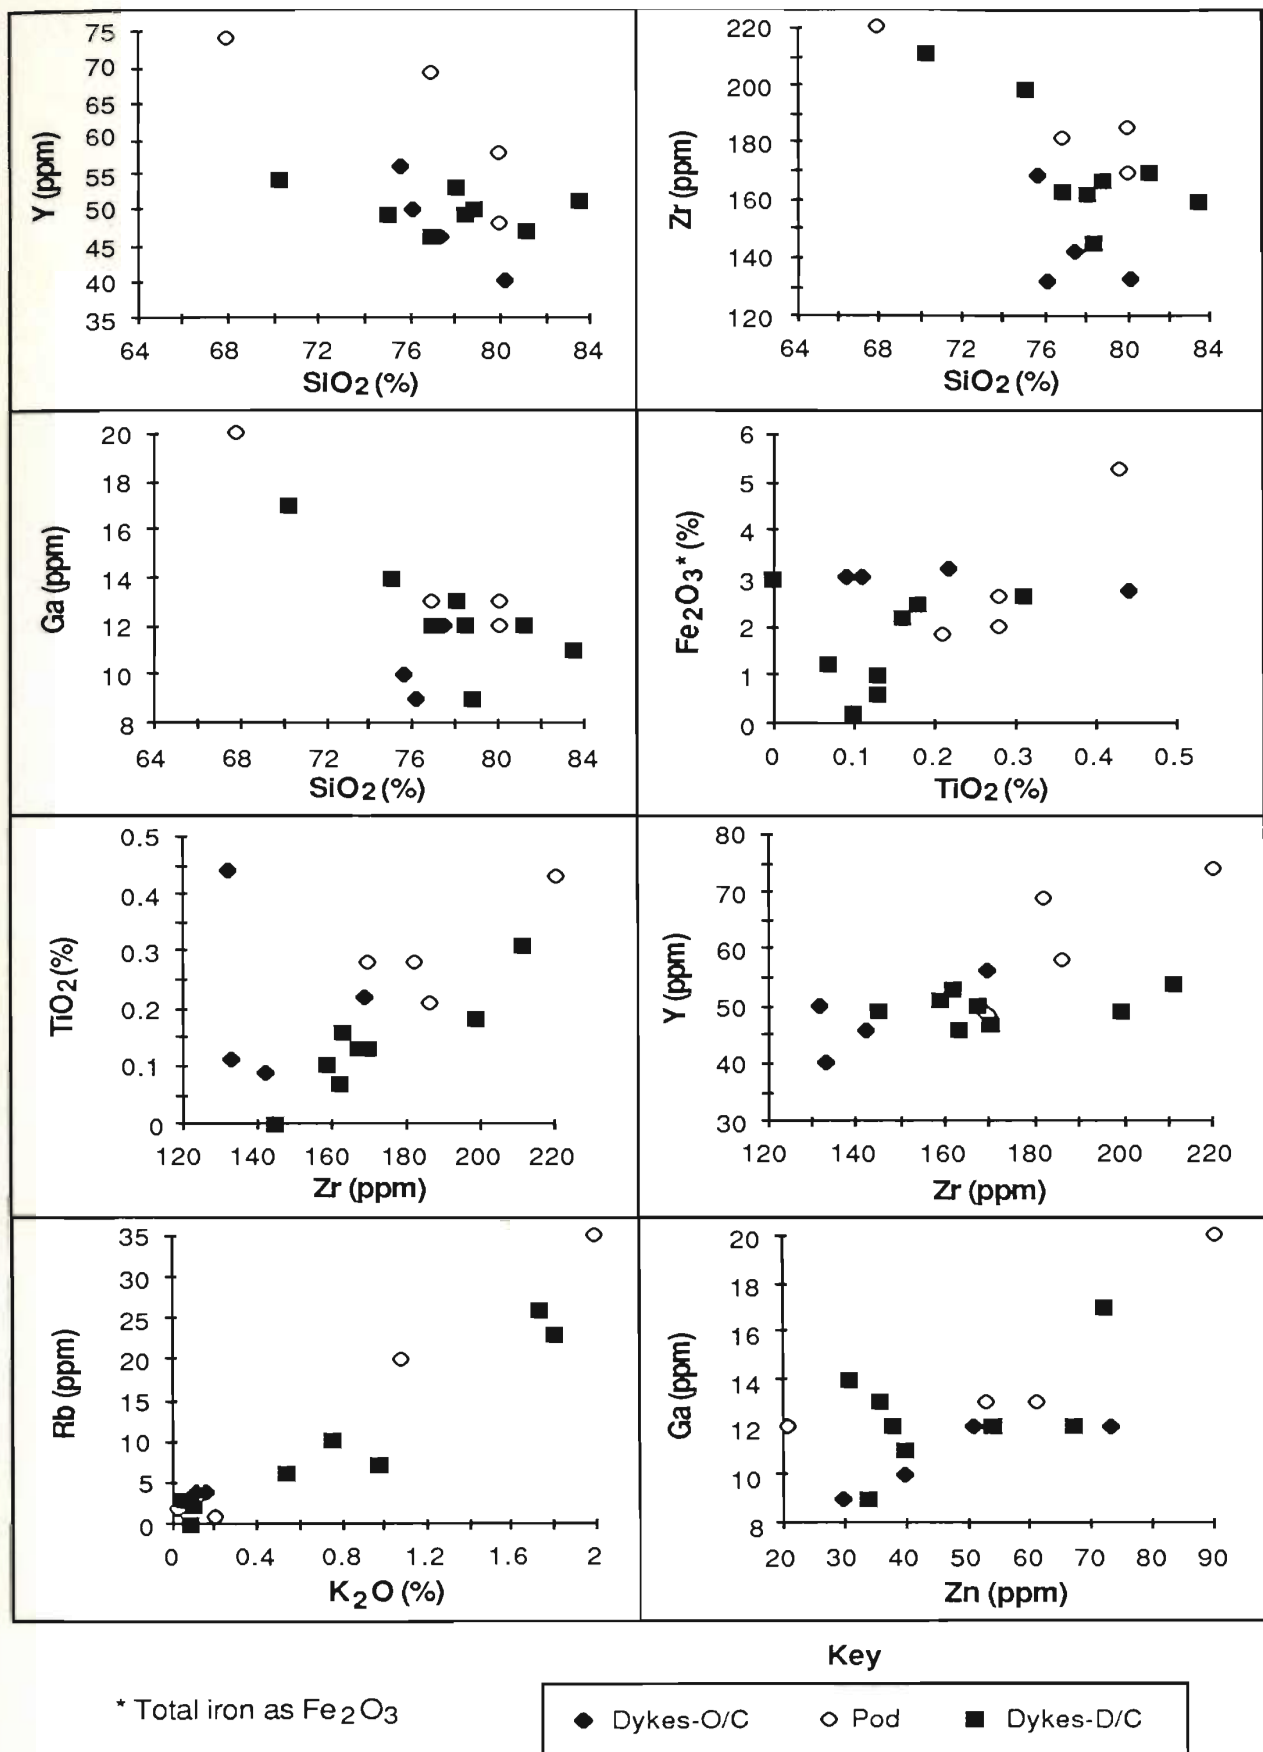 75
70
65
60
55
50
45
40
35
Y (ppm)
64 68 72 76 80 84
SiO2 (%)
220
200
180
160
140
120
Zr (ppm)
64 68 72 76 80 84
SiO2 (%)
20
18
16
14
12
10
8
Ga (ppm)
64 68 72 76 80 84
SiO2 (%)
6
5
4
3
2
1
0
Fe2O3* (%)
0 0.1 0.2 0.3 0.4 0.5
TiO2 (%)
0.5
0.4
0.3
0.2
0.1
0
TiO2 (%)
120 140 160 180 200 220
Zr (ppm)
80
70
60
50
40
30
Y (ppm)
120 140 160 180 200 220
Zr (ppm)
35
30
25
20
15
10
5
0
Rb (ppm)
0 0.4 0.8 1.2 1.6 2
K2O (%)
20
18
16
14
12
10
8
Ga (ppm)
20 30 40 50 60 70 80 90
Zn (ppm)
Key
* Total iron as Fe2O3
Dykes-O/C Pod Dykes-D/C